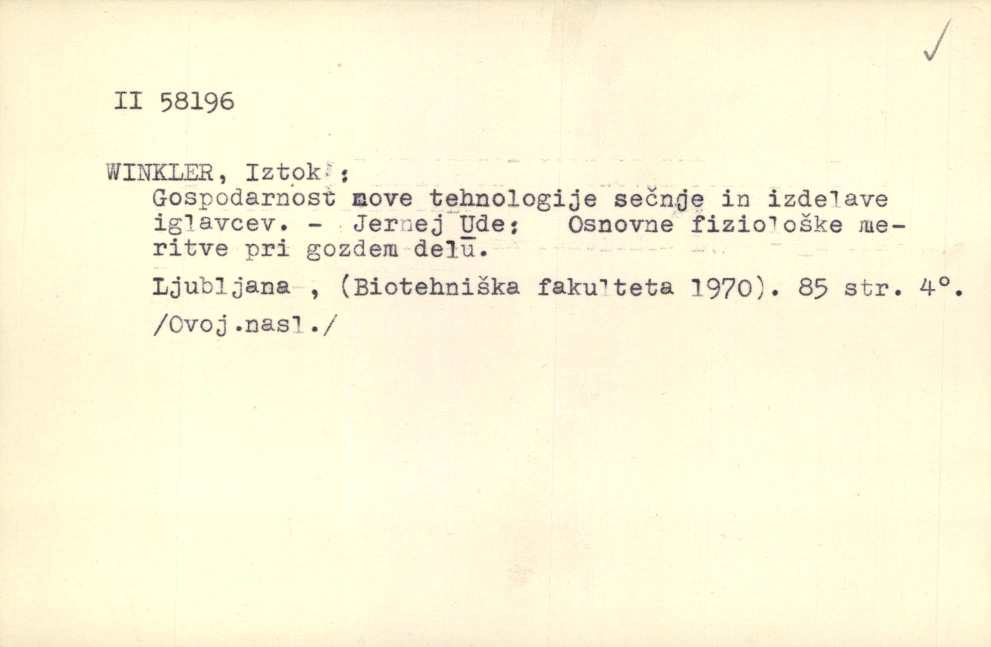 II 58196
WINKLER, Iztok :
Gospodarnost nove tehnologije sečnje in izdelave
iglavcev. - Jernej Ude: Osnovne fiziološke me-
ritve pri gozdem delu.
Ljubljana , (Biotehniška fakulteta 1970). 85 str. 4°.
/Ovoj.nasl./